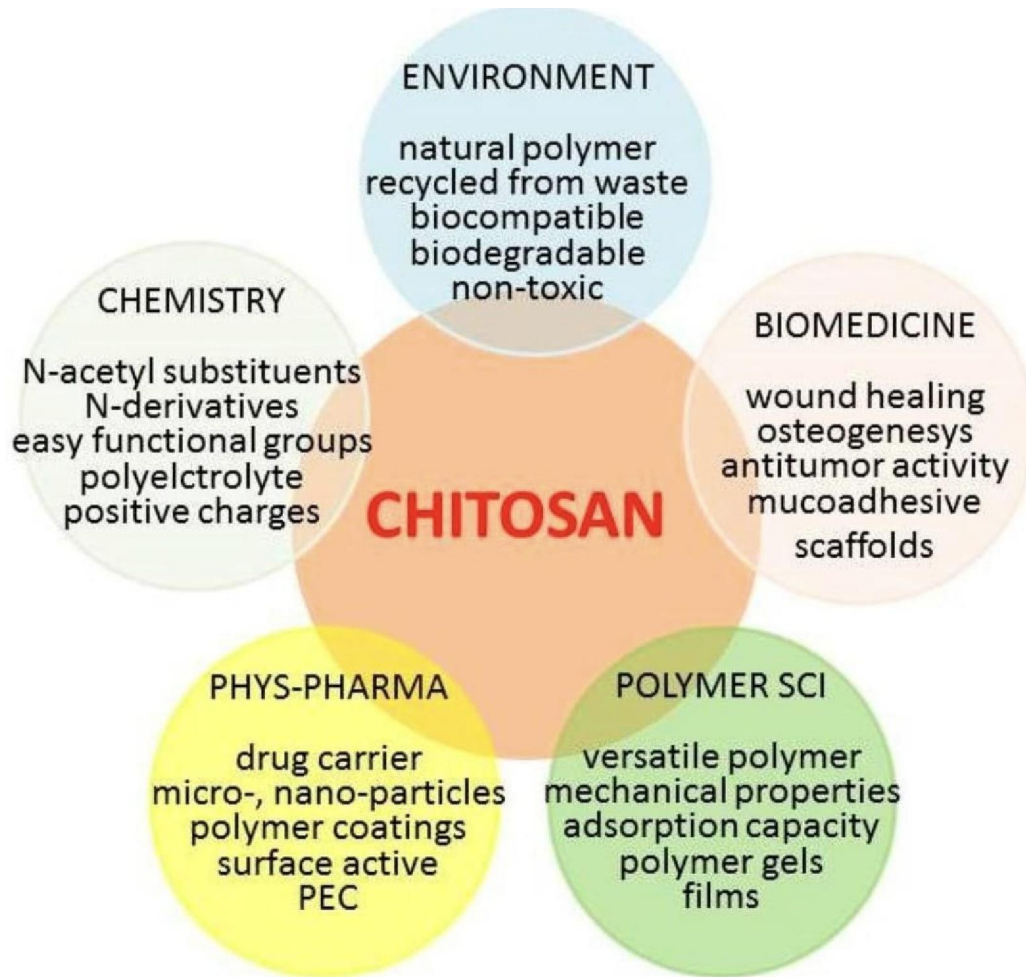 ENVIRONMENT
natural polymer
recycled from waste
biocompatible
biodegradable
non-toxic
CHEMISTRY
N-acetyl substituents
N-derivatives
easy functional groups
polyelctrolyte
positive charges
BIOMEDICINE
wound healing
osteogenesys
antitumor activity
mucoadhesive
scaffolds
CHITOSAN
PHYS-PHARMA
drug carrier
micro-, nano-particles
polymer coatings
surface active
PEC
POLYMER SCI
versatile polymer
mechanical properties
adsorption capacity
polymer gels
films